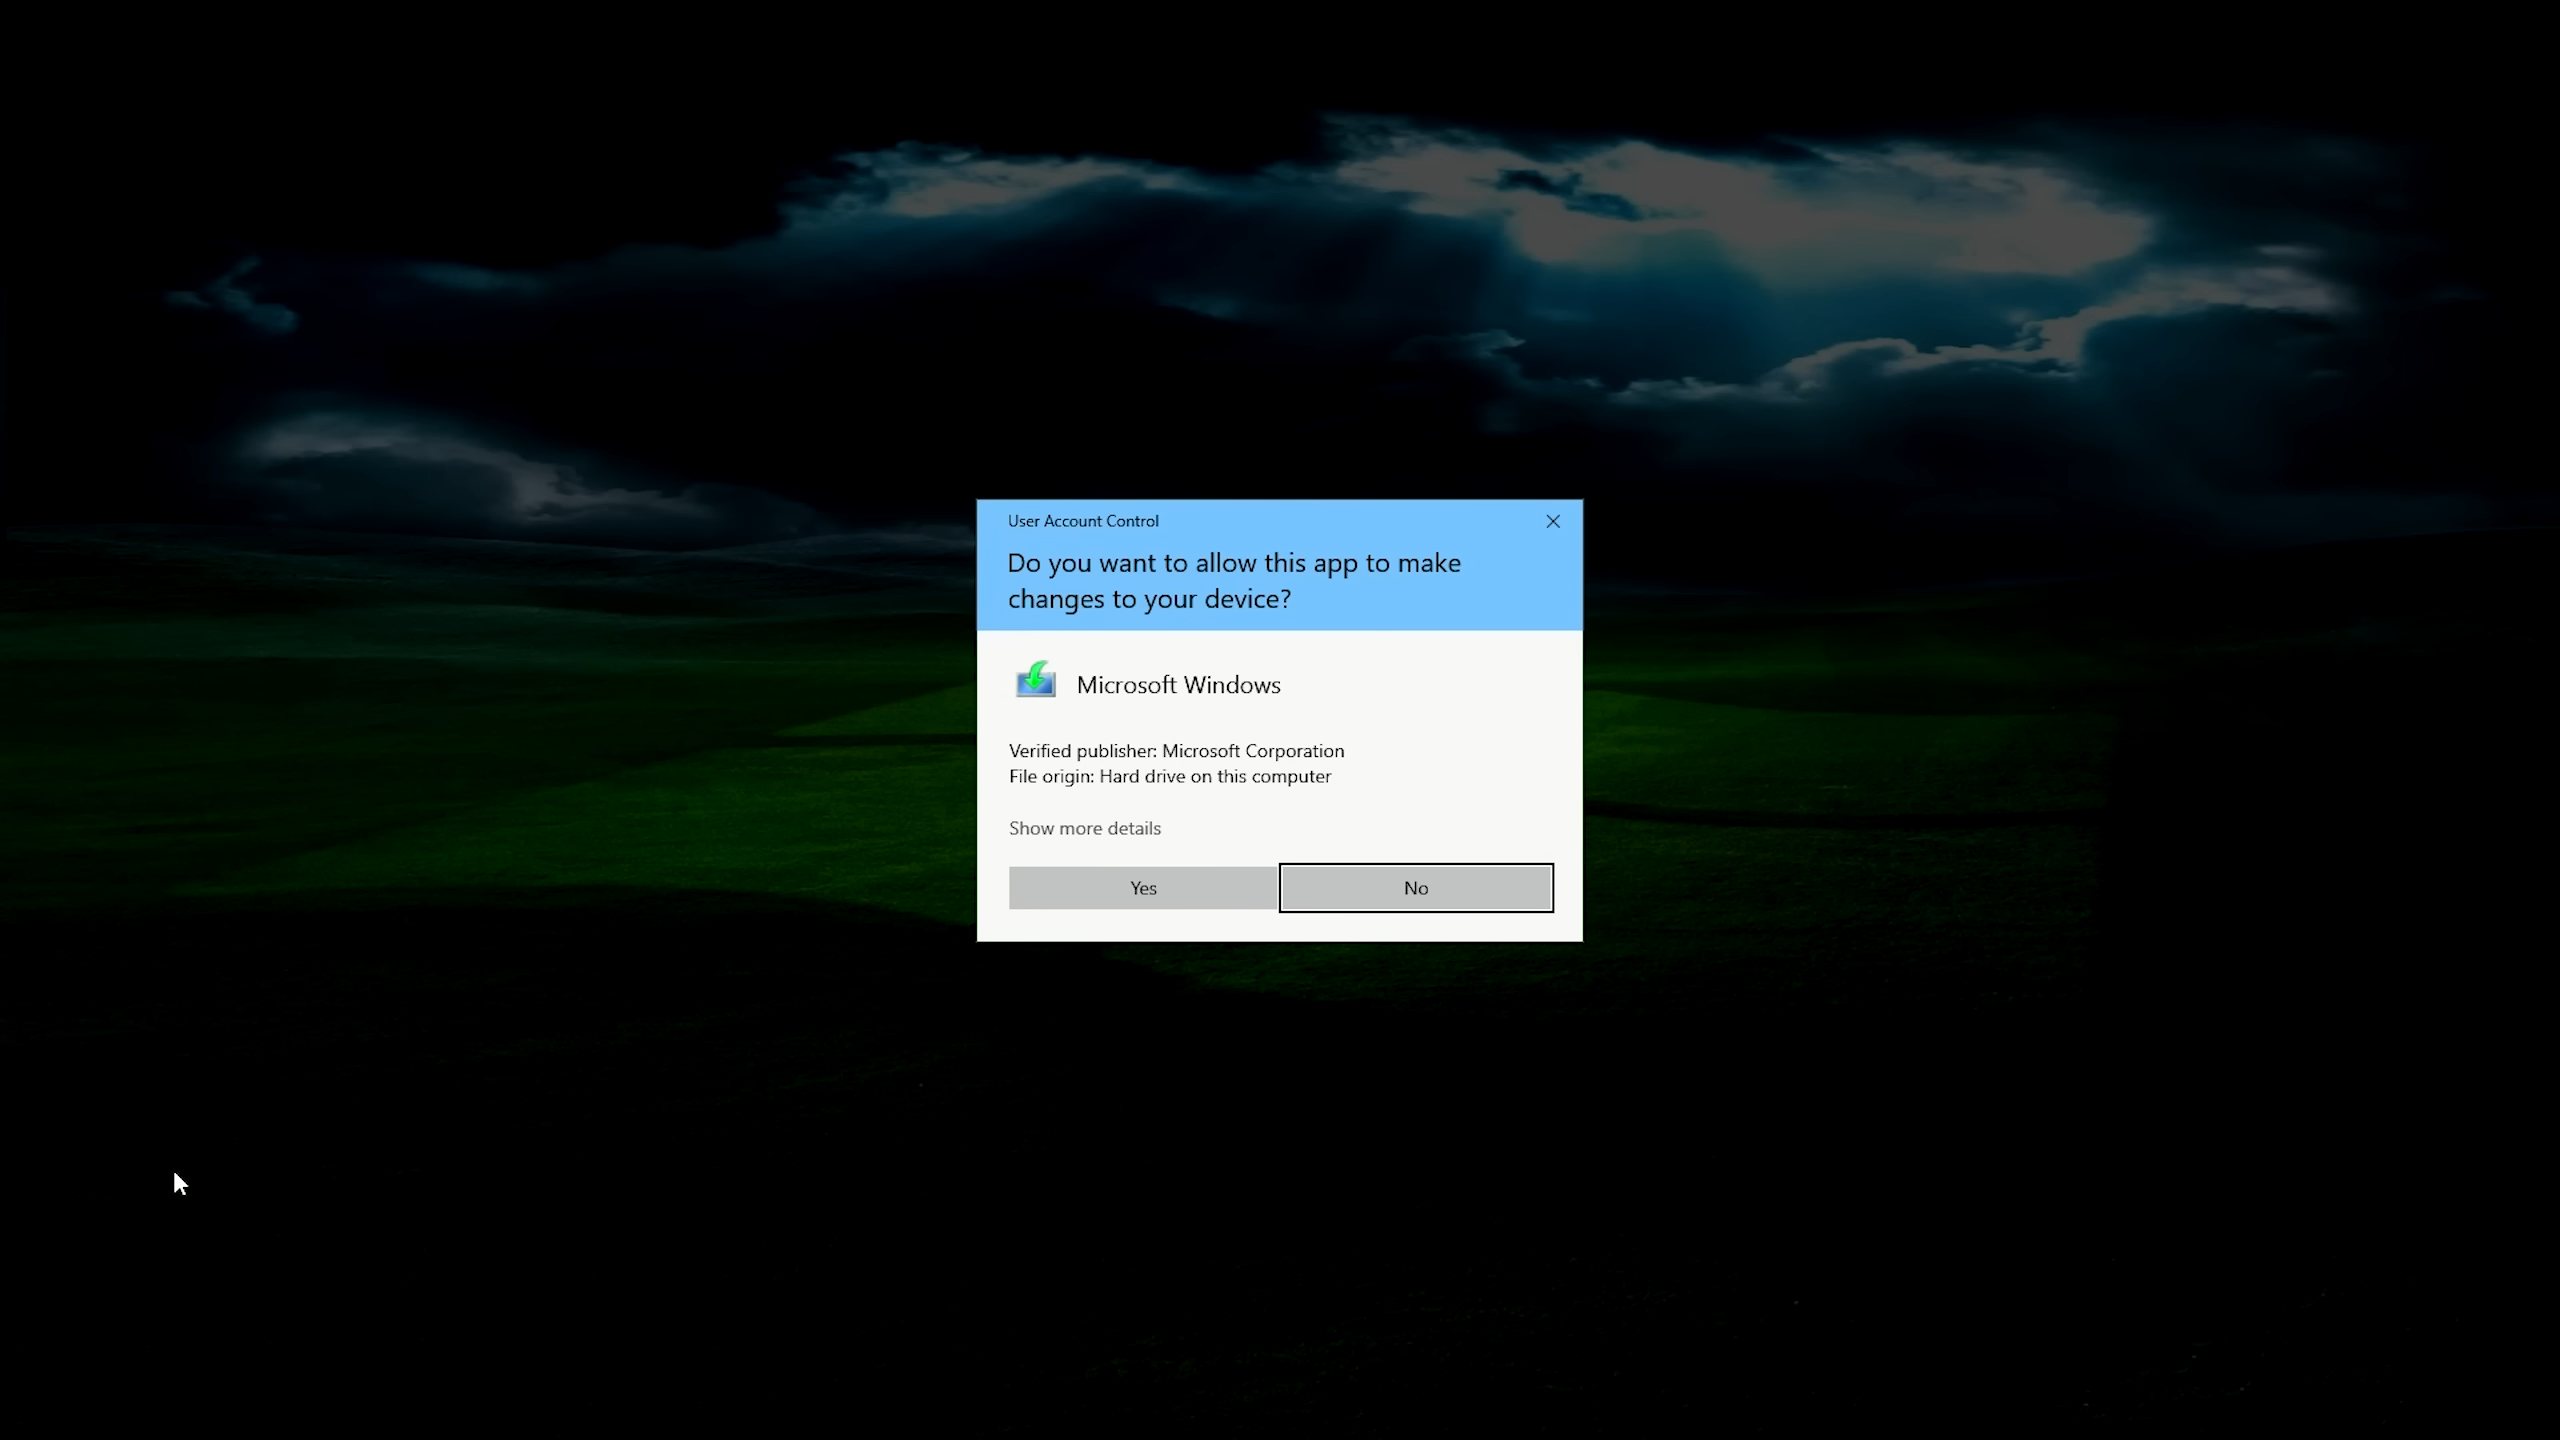 User Account Control
Do you want to allow this app to make
changes to your device?
Microsoft Windows
Verified publisher: Microsoft Corporation
File origin: Hard drive on this computer
Show more details
Yes
No